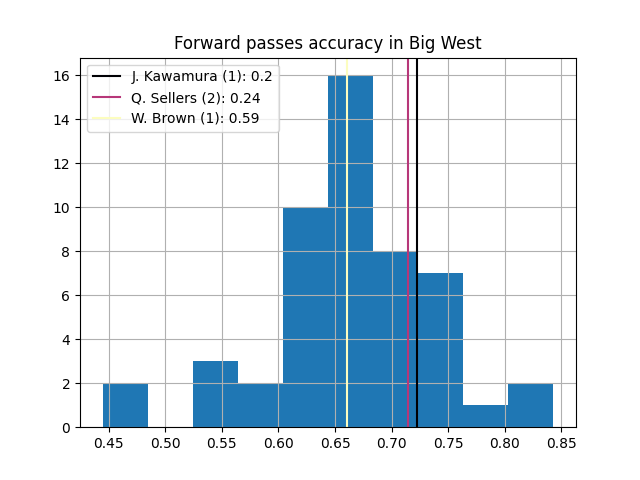 Forward passes accuracy in Big West
J. Kawamura (1): 0.2
Q. Sellers (2): 0.24
W. Brown (1): 0.59
16
14
12
10
8
6
4
2
0
0.45 0.50 0.55 0.60 0.65 0.70 0.75 0.80 0.85